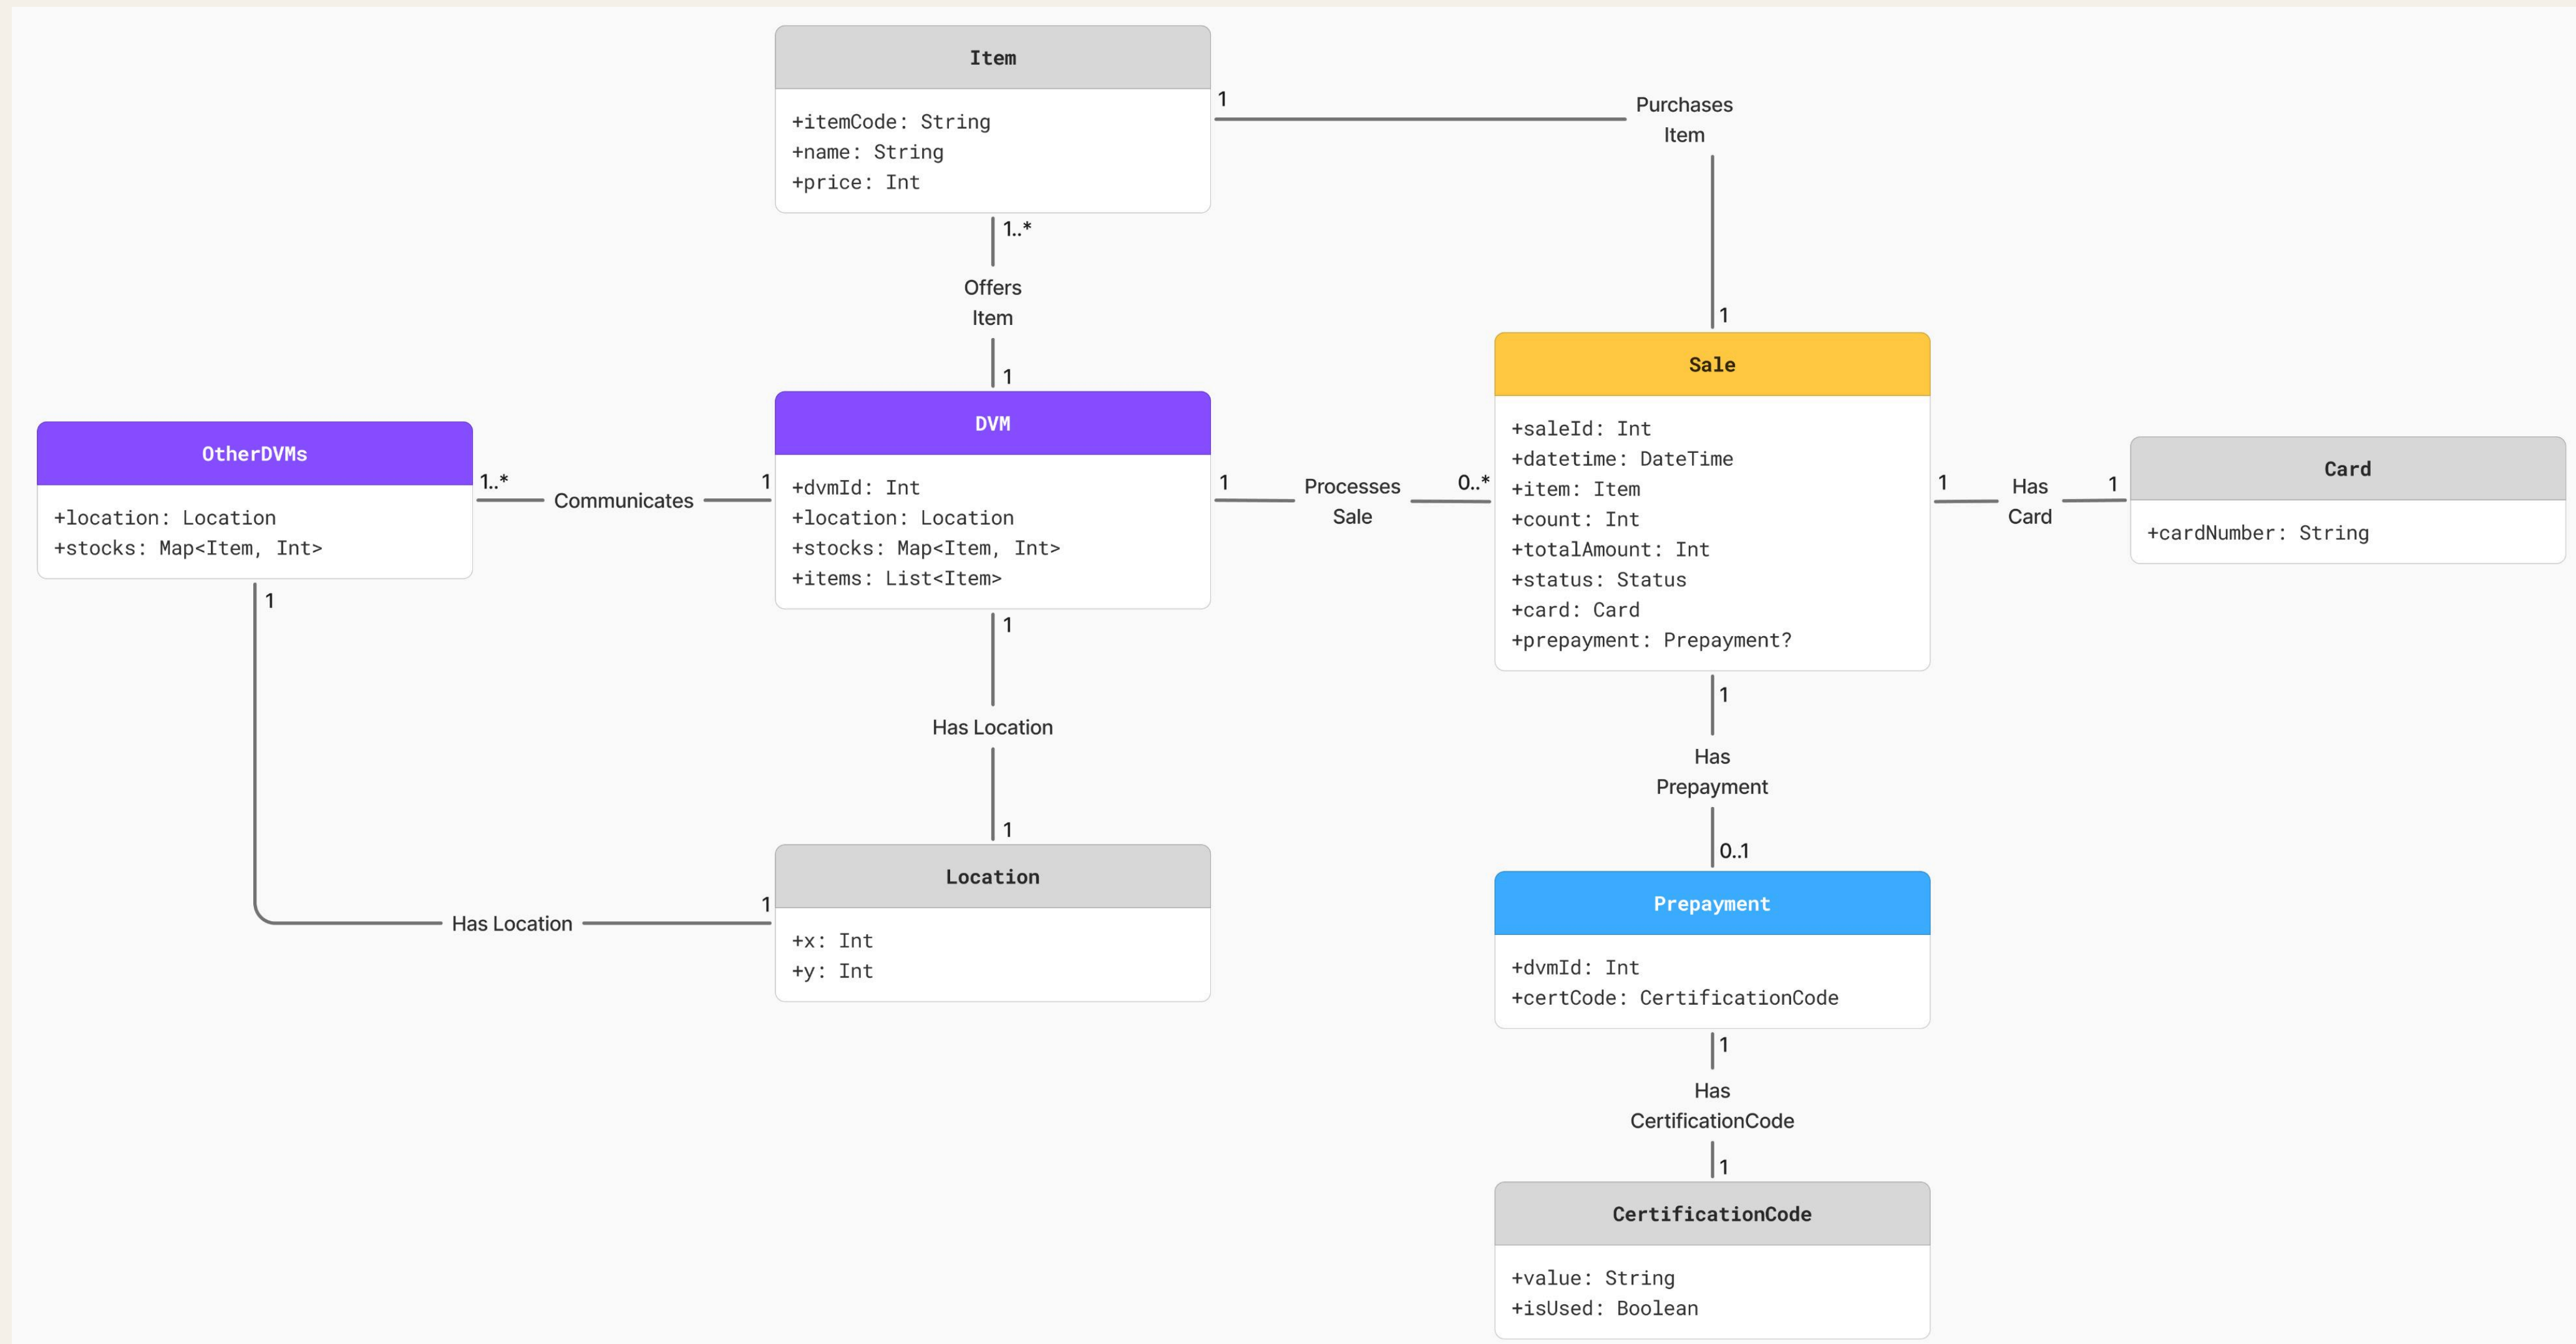 Item
+itemCode: String
+name: String
+price: Int
1
Purchases
Item
1
1..*
Offers
Item
1
OtherDVMs
+location: Location
+stocks: Map<Item, Int>
1..*
Communicates
1
DVM
+dvmId: Int
+location: Location
+stocks: Map<Item, Int>
+items: List<Item>
1
Processes
Sale
0..*
Sale
+saleId: Int
+datetime: DateTime
+item: Item
+count: Int
+totalAmount: Int
+status: Status
+card: Card
+prepayment: Prepayment?
1
Has
Card
1
Card
+cardNumber: String
1
Has Location
1
1
Has Location
1
Location
+x: Int
+y: Int
1
Has
Prepayment
0..1
Prepayment
+dvmId: Int
+certCode: CertificationCode
1
Has
CertificationCode
1
CertificationCode
+value: String
+isUsed: Boolean